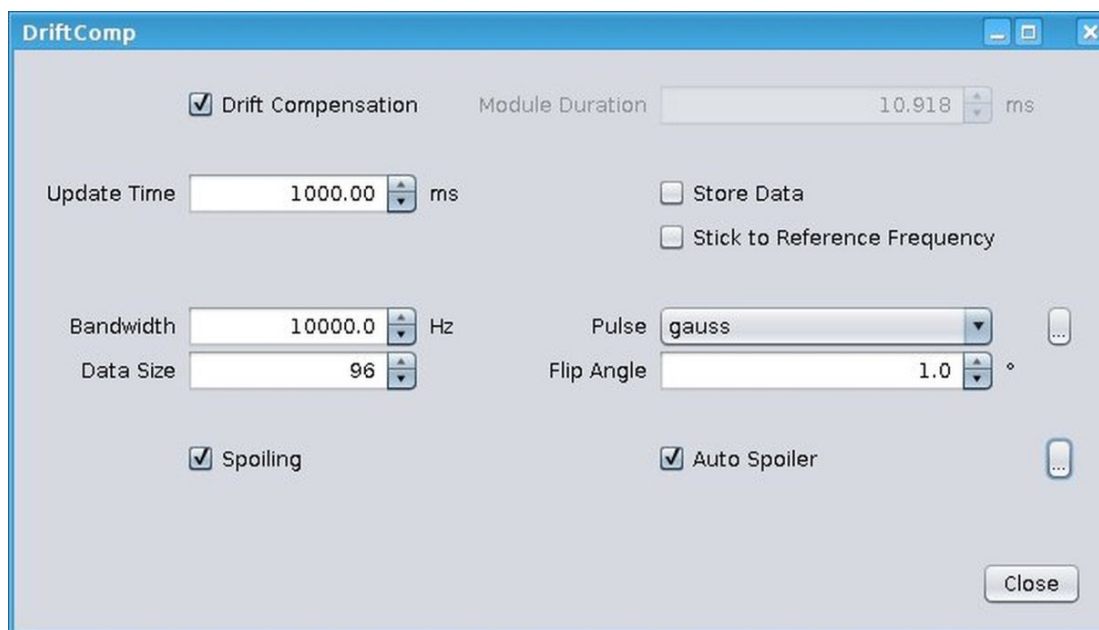 DriftComp
Drift Compensation Module Duration 10.918 ms
Update Time 1000.00 ms Store Data
Stick to Reference Frequency
Bandwidth 10000.0 Hz Pulse gauss ...
Data Size 96 Flip Angle 1.0 °
Spoiling Auto Spoiler ...
Close